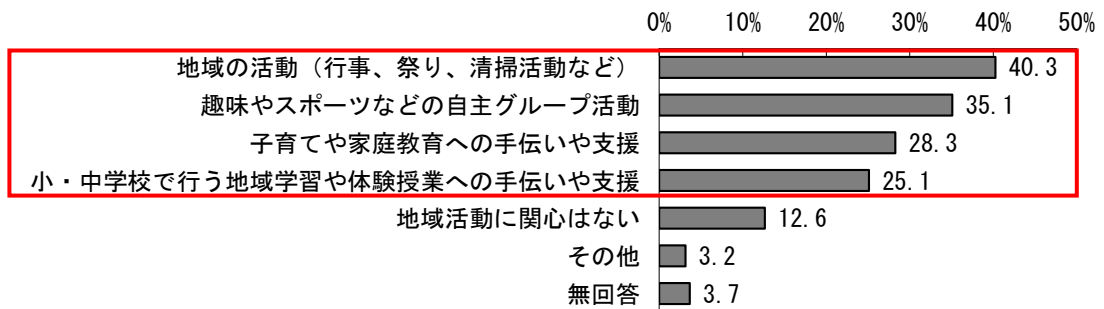 0% 10% 20% 30% 40% 50%
地域の活動（行事、祭り、清掃活動など） 40.3
趣味やスポーツなどの自主グループ活動 35.1
子育てや家庭教育への手伝いや支援 28.3
小・中学校で行う地域学習や体験授業への手伝いや支援 25.1
地域活動に関心はない 12.6
その他 3.2
無回答 3.7